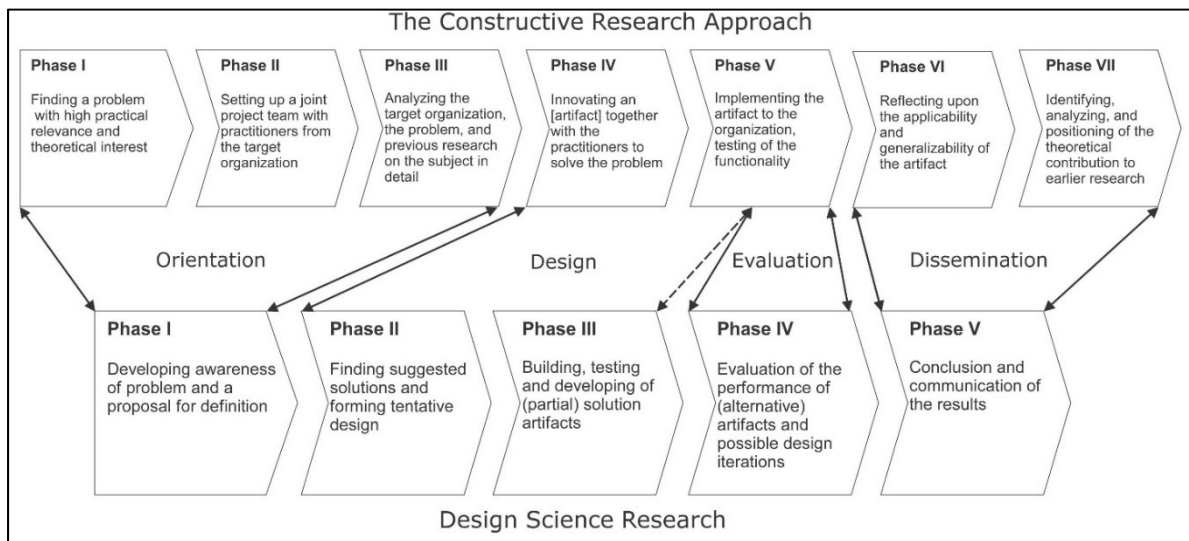 The Constructive Research Approach
Phase I
Finding a problem
with high practical
relevance and
theoretical interest
Phase II
Setting up a joint
project team with
practitioners from
the target
organization
Phase III
Analyzing the
target organization,
the problem, and
previous research
on the subject in
detail
Phase IV
Innovating an
[artifact] together
with the
practitioners to
solve the problem
Phase V
Implementing the
artifact to the
organization,
testing of the
functionality
Phase VI
Reflecting upon
the applicability
and
generalizability of
the artifact
Phase VII
Identifying,
analyzing, and
positioning of the
theoretical
contribution to
earlier research
Orientation
Design
Evaluation
Dissemination
Phase I
Developing awareness
of problem and a
proposal for definition
Phase II
Finding suggested
solutions and
forming tentative
design
Phase III
Building, testing
and developing of
(partial) solution
artifacts
Phase IV
Evaluation of the
performance of
(alternative)
artifacts and
possible design
iterations
Phase V
Conclusion and
communication of
the results
Design Science Research